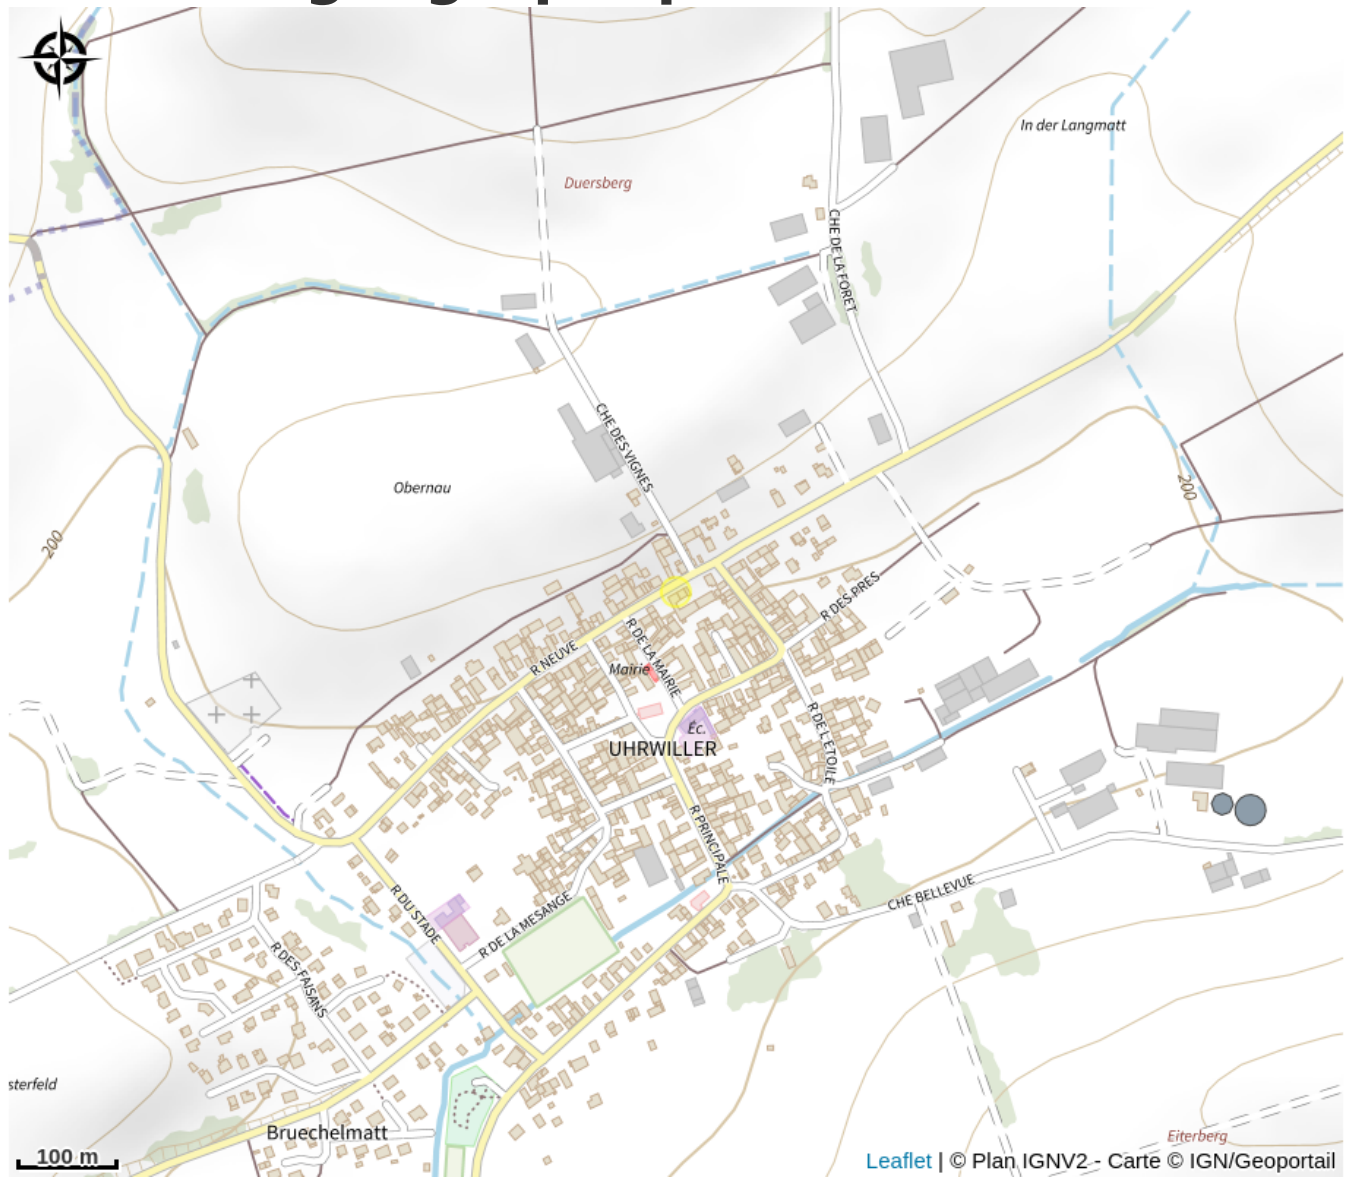 In der Langmatt
Duersberg
CHE DE LA FORET
CHE DES VIGNES
Obernau
200
200
R DES PRES
R DE LA MAIRIE
R NEUVE
Mairie
Éc.
UHRWILLER
R DE L'ETOILE
R PRINCIPALE
CHE BELLEVUE
R DU STADE
R DE LA MESANGE
R DES FAISANS
sterfeld
Bruechelmatt
Eiterberg
100 m
Leaflet | © Plan IGNV2 - Carte © IGN/Geoportail